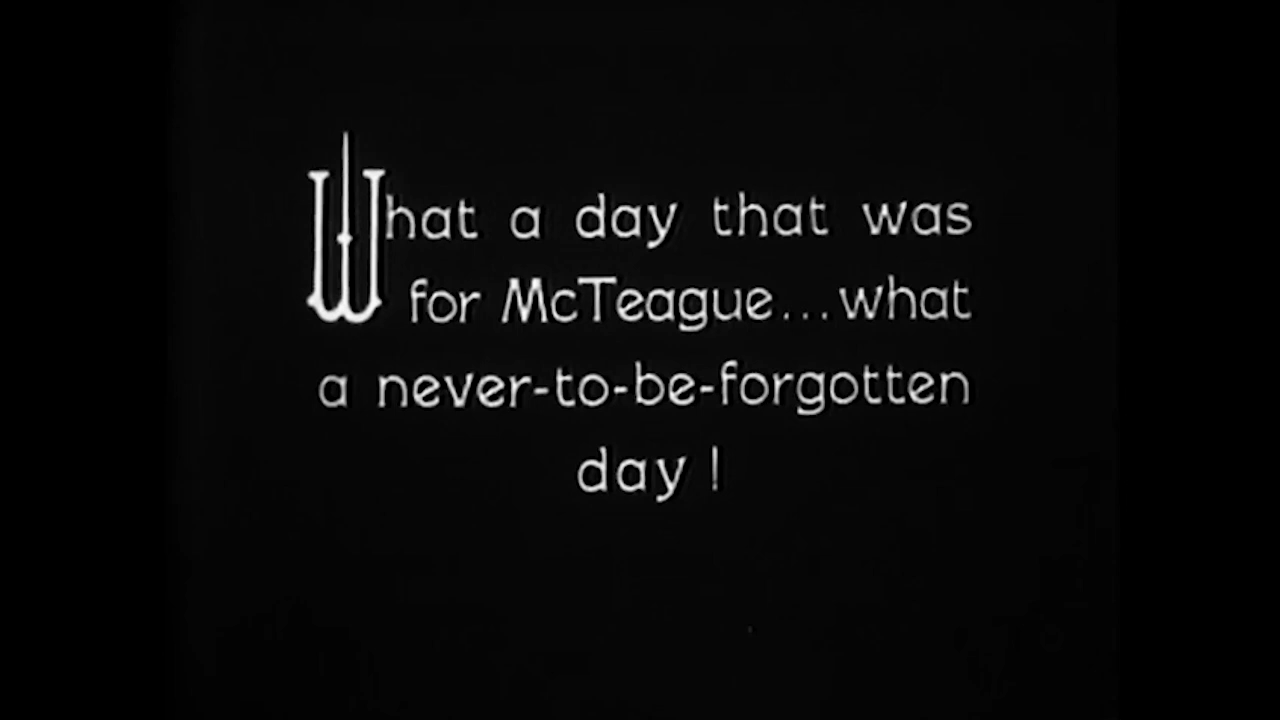 What a day that was
for McTeague...what
a never-to-be-forgotten
day!